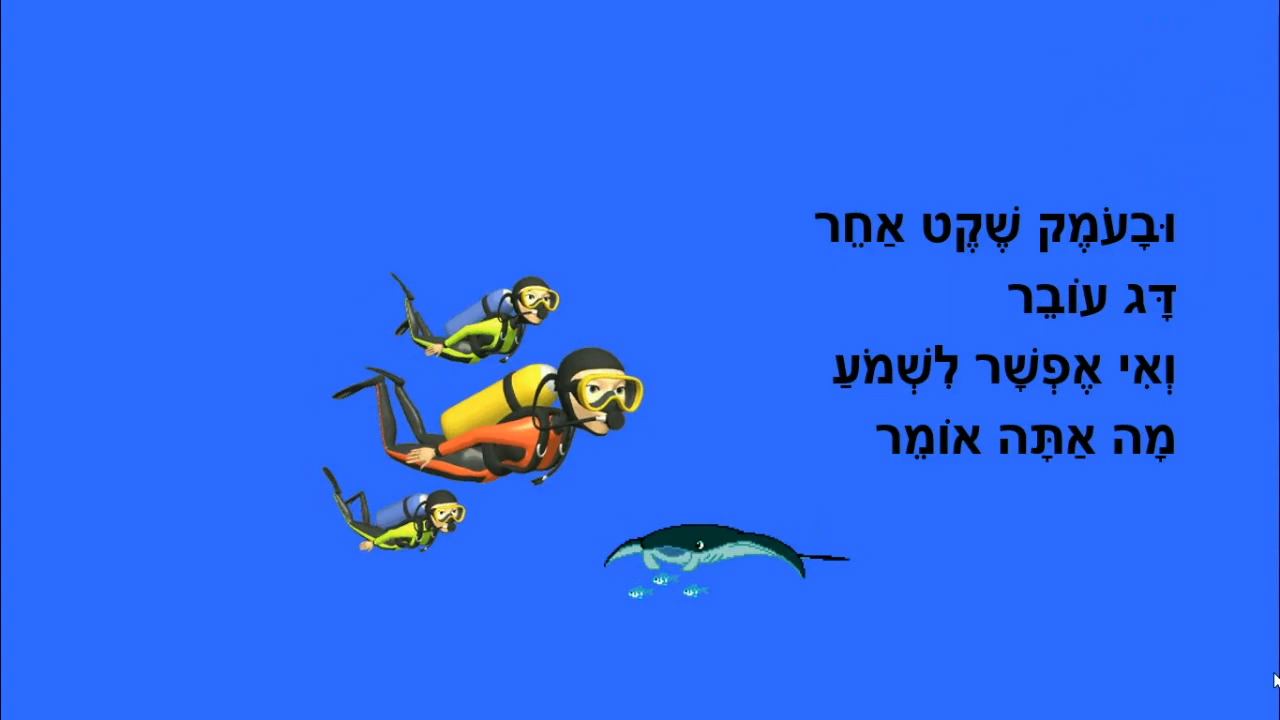 וּבָעֹמֶק שֶׁקֶט אַחֵר
דָּג עוֹבֵר
וְאִי אֶפְשָׁר לִשְׁמֹעַ
מָה אַתָּה אוֹמֵר